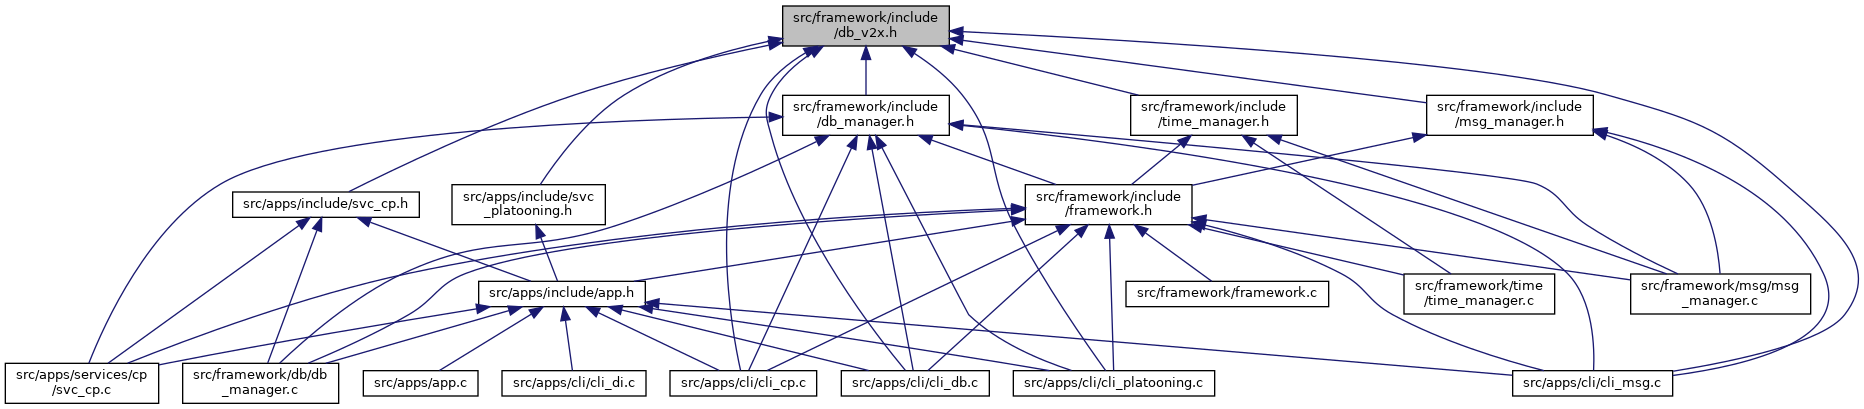 src/framework/include
/db_v2x.h
src/framework/include
/db_manager.h
src/framework/include
/time_manager.h
src/framework/include
/msg_manager.h
src/apps/include/svc_cp.h
src/apps/include/svc
_platooning.h
src/framework/include
/framework.h
src/apps/include/app.h
src/framework/framework.c
src/framework/time
/time_manager.c
src/framework/msg/msg
_manager.c
src/apps/services/cp
/svc_cp.c
src/framework/db/db
_manager.c
src/apps/app.c
src/apps/cli/cli_di.c
src/apps/cli/cli_cp.c
src/apps/cli/cli_db.c
src/apps/cli/cli_platooning.c
src/apps/cli/cli_msg.c